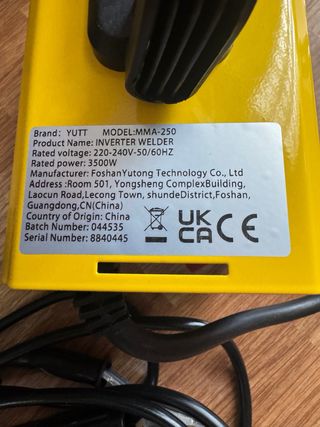 Brand: YUTT MODEL:MMA-250
Product Name: INVERTER WELDER
Rated voltage: 220-240V-50/60HZ
Rated power: 3500W
Manufacturer: FoshanYutong Technology Co., Ltd
Address :Room 501, Yongsheng ComplexBuilding,
Laocun Road,Lecong Town, shundeDistrict,Foshan,
Guangdong,CN(China)
Country of Origin: China
Batch Number: 044535
Serial Number: 8840445
UK
CA CE